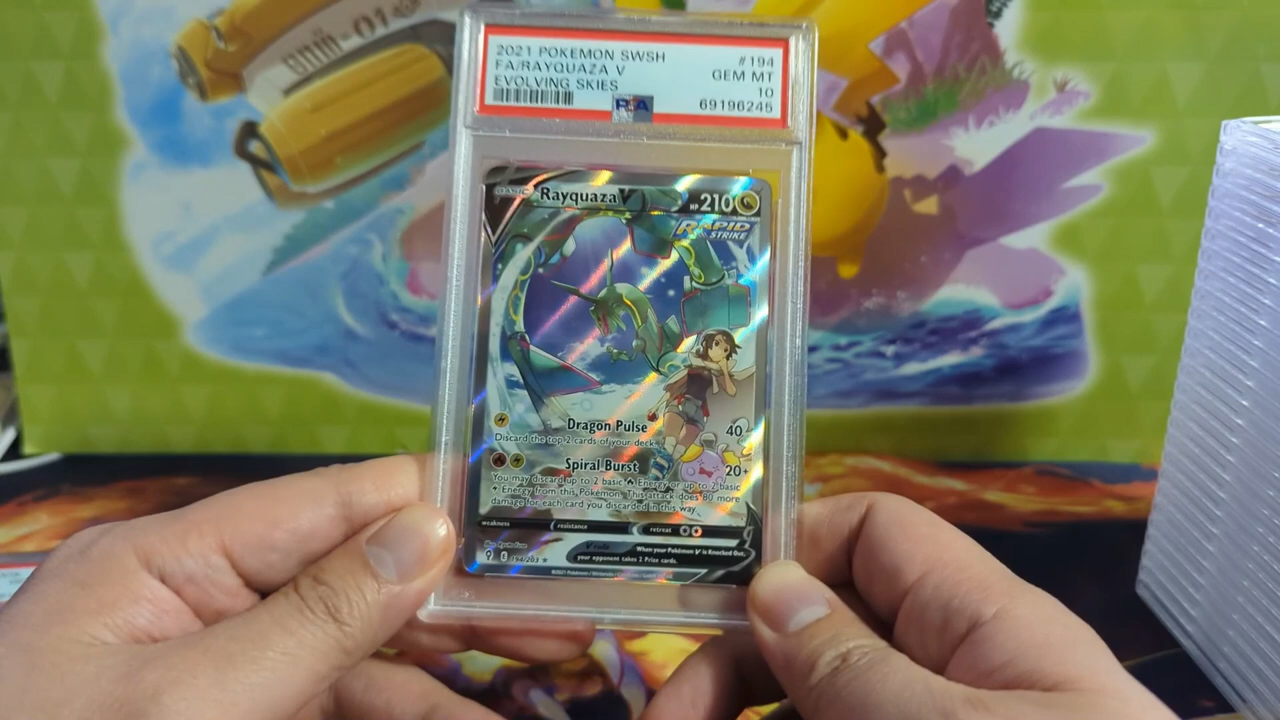 unii-01
2021 POKEMON SWSH #194
FA/RAYQUAZA V GEM MT
EVOLVING SKIES 10
PSA 69196245
BASIC Rayquaza V HP 210
RAPID
STRIKE
Dragon Pulse 40
Discard the top 2 cards of your deck.
Spiral Burst 20+
You may discard up to 2 basic Energy or up to 2 basic
Energy from this Pokémon. This attack does 80 more
damage for each card you discarded in this way.
weakness resistance retreat
V rule When your Pokémon V is Knocked Out,
your opponent takes 2 Prize cards.
E 194/203
©2021 Pokémon / Nintendo